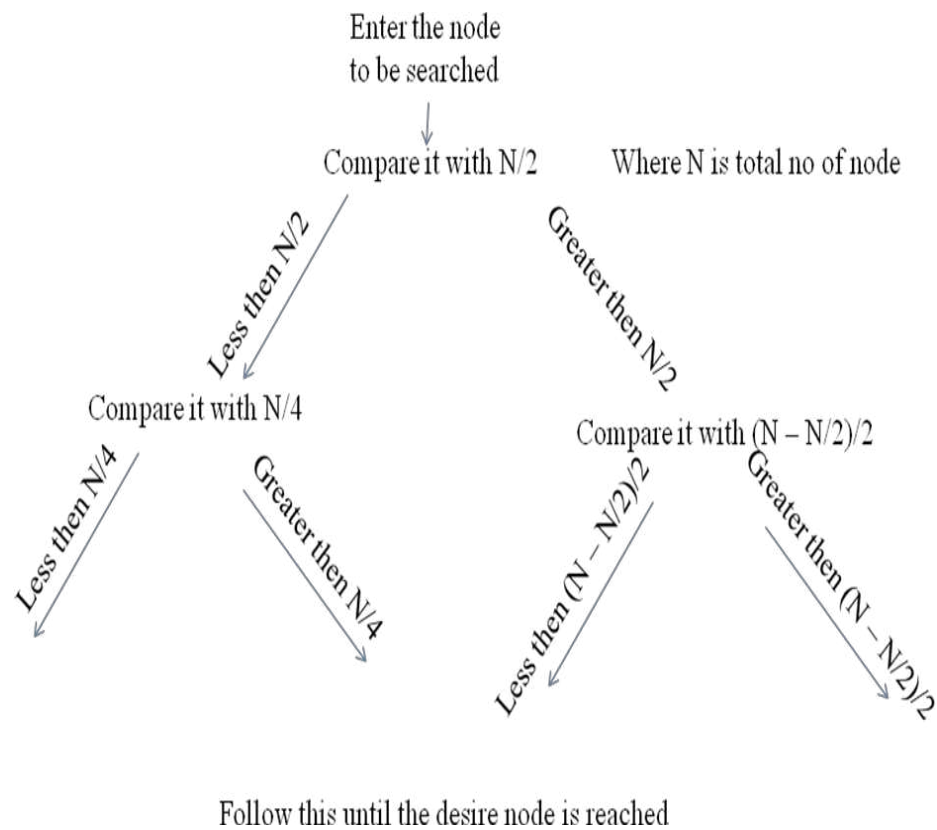 Enter the node
to be searched
Compare it with N/2
Where N is total no of node
Less then N/2
Greater then N/2
Compare it with N/4
Compare it with (N – N/2)/2
Less then N/4
Greater then N/4
Less then (N – N/2)/2
Greater then (N – N/2)/2
Follow this until the desire node is reached